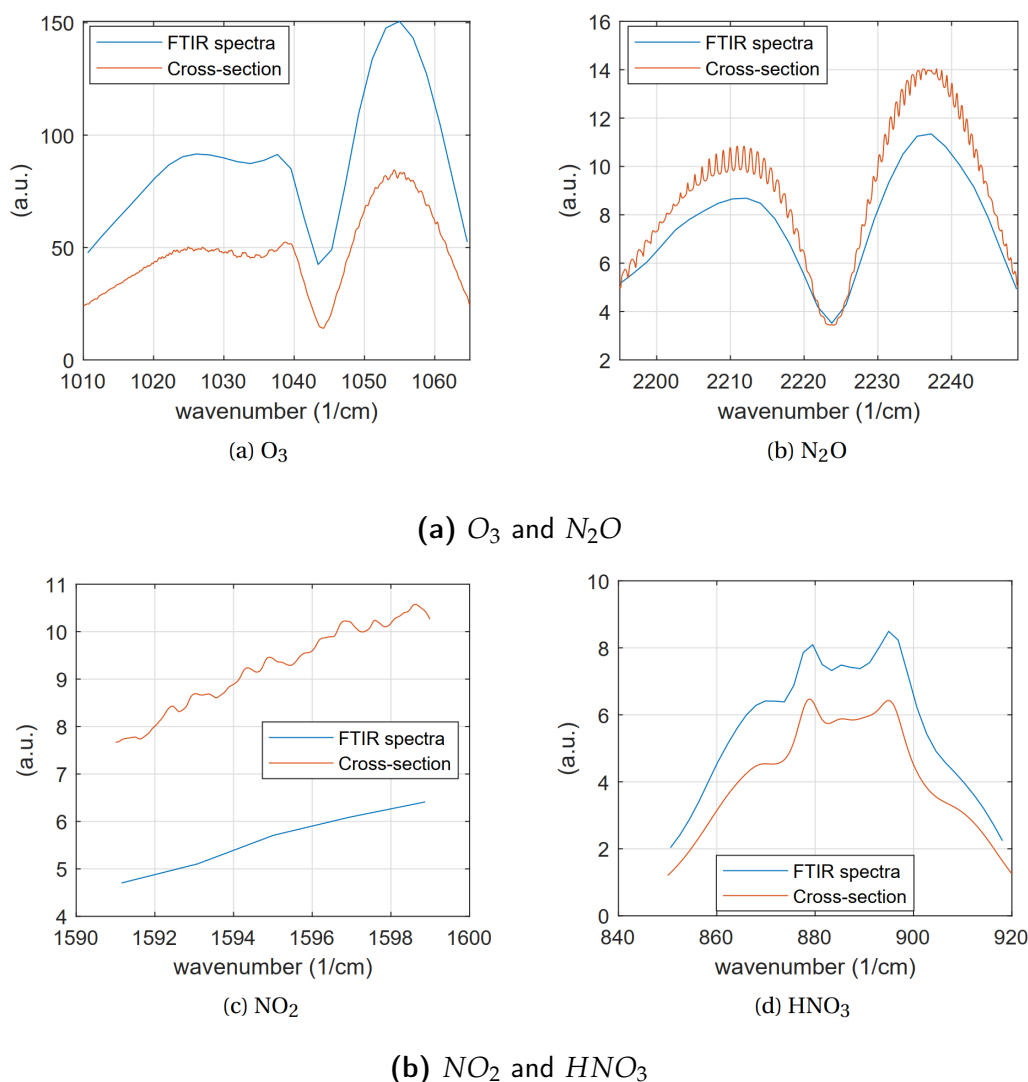 150
100
50
0
(a.u.)
FTIR spectra
Cross-section
1010 1020 1030 1040 1050 1060
wavenumber (1/cm)
(a) O₃
16
14
12
10
8
6
4
2
(a.u.)
FTIR spectra
Cross-section
2200 2210 2220 2230 2240
wavenumber (1/cm)
(b) N₂O
(a) O₃ and N₂O
11
10
9
8
7
6
5
4
(a.u.)
FTIR spectra
Cross-section
1590 1592 1594 1596 1598 1600
wavenumber (1/cm)
(c) NO₂
10
8
6
4
2
0
(a.u.)
FTIR spectra
Cross-section
840 860 880 900 920
wavenumber (1/cm)
(d) HNO₃
(b) NO₂ and HNO₃